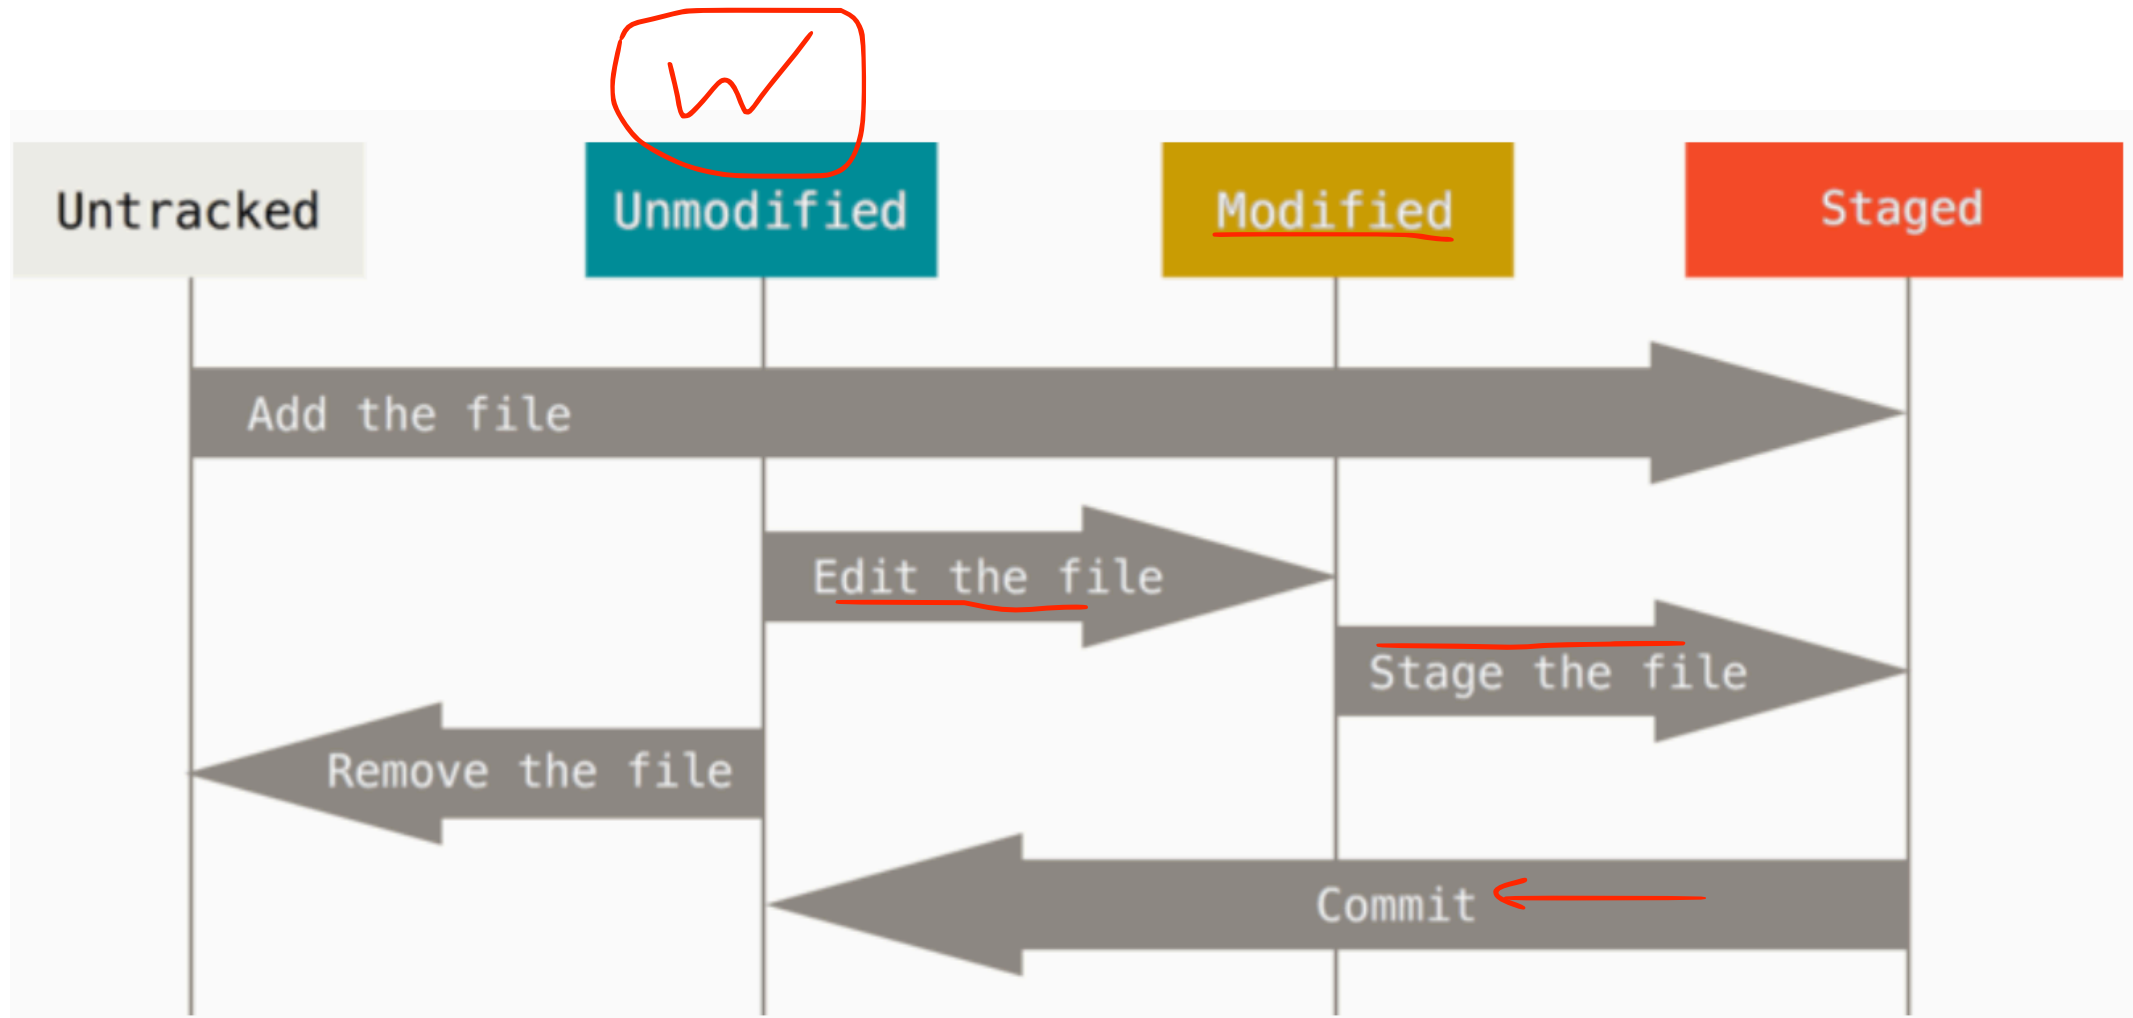 W
Untracked
Unmodified
Modified
Staged
Add the file
Edit the file
Stage the file
Remove the file
Commit